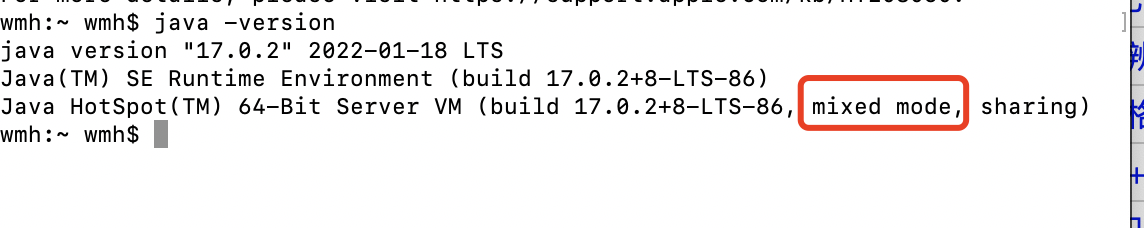 wmh:~ wmh$ java -version
java version "17.0.2" 2022-01-18 LTS
Java(TM) SE Runtime Environment (build 17.0.2+8-LTS-86)
Java HotSpot(TM) 64-Bit Server VM (build 17.0.2+8-LTS-86, mixed mode, sharing)
wmh:~ wmh$